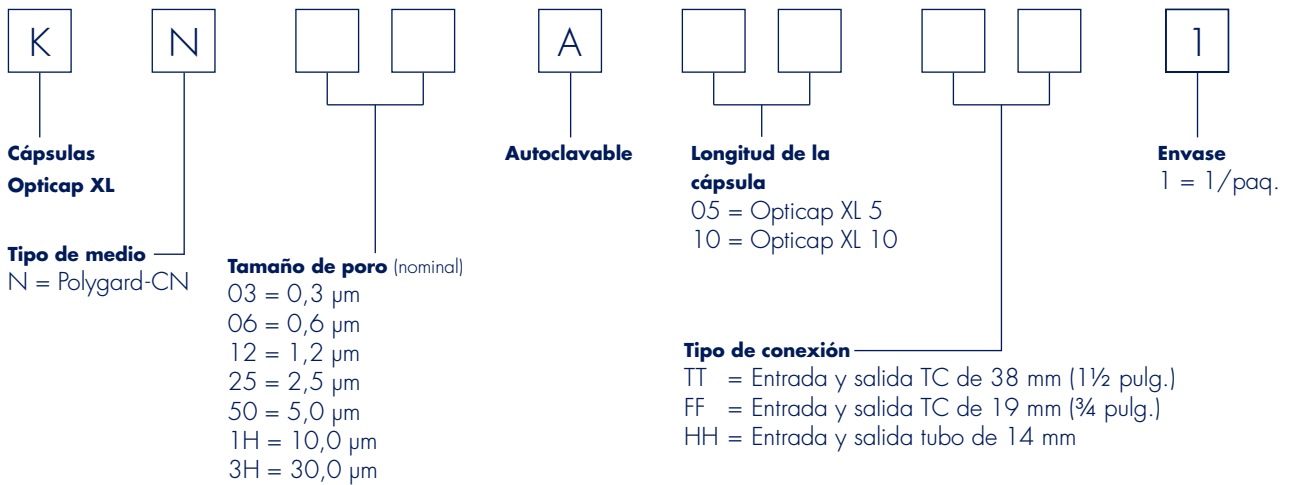 K N A 1
Cápsulas
Opticap XL
Tipo de medio
N = Polygard-CN
Tamaño de poro (nominal)
03 = 0,3 µm
06 = 0,6 µm
12 = 1,2 µm
25 = 2,5 µm
50 = 5,0 µm
1H = 10,0 µm
3H = 30,0 µm
Autoclavable
Longitud de la
cápsula
05 = Opticap XL 5
10 = Opticap XL 10
Tipo de conexión
TT = Entrada y salida TC de 38 mm (1½ pulg.)
FF = Entrada y salida TC de 19 mm (¾ pulg.)
HH = Entrada y salida tubo de 14 mm
Envase
1 = 1/paq.